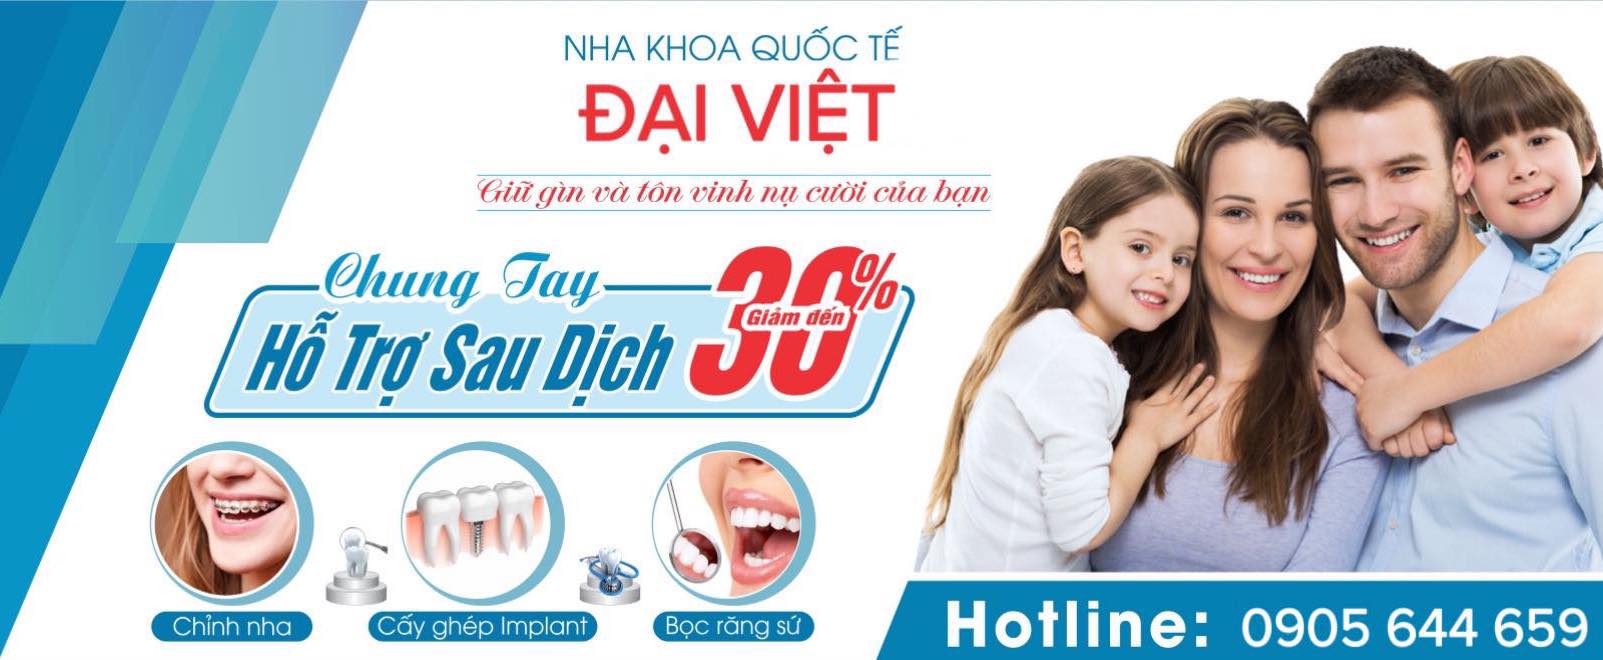 NHA KHOA QUỐC TẾ
ĐẠI VIỆT
Giữ gìn và tôn vinh nụ cười của bạn
Chung Tay
Hỗ Trợ Sau Dịch
30%
Giảm đến
Chỉnh nha
Cấy ghép Implant
Bọc răng sứ
Hotline: 0905 644 659